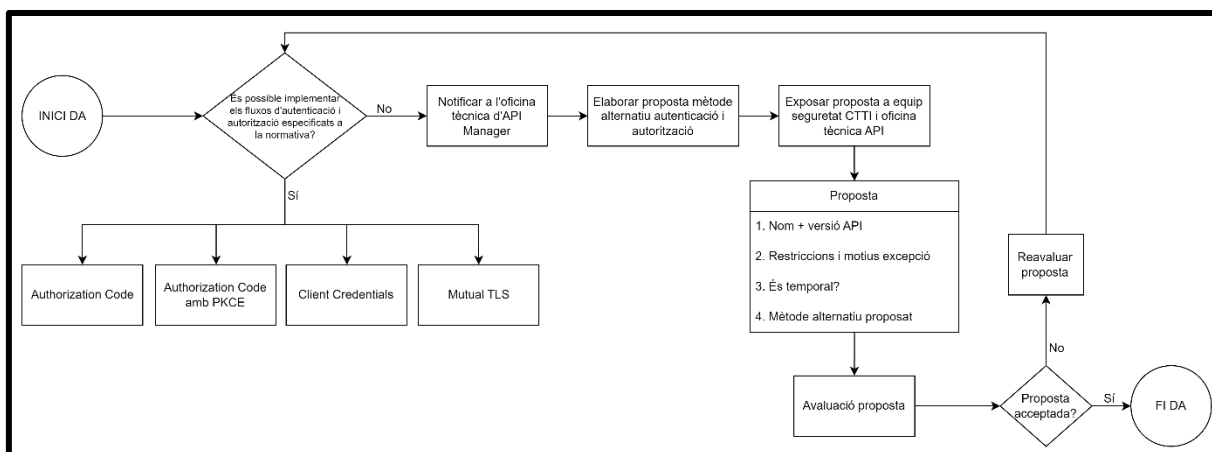 INICI DA
És possible implementar
els fluxos d'autenticació i
autorització especificats a
la normativa?
No
Notificar a l'oficina
tècnica d'API
Manager
Elaborar proposta mètode
alternatiu autenticació i
autorització
Exposar proposta a equip
seguretat CTTI i oficina
tècnica API
Sí
Authorization Code
Authorization Code
amb PKCE
Client Credentials
Mutual TLS
Proposta
1. Nom + versió API
2. Restriccions i motius excepció
3. És temporal?
4. Mètode alternatiu proposat
Avaluació proposta
Reavaluar
proposta
No
Proposta
acceptada?
Sí
FI DA